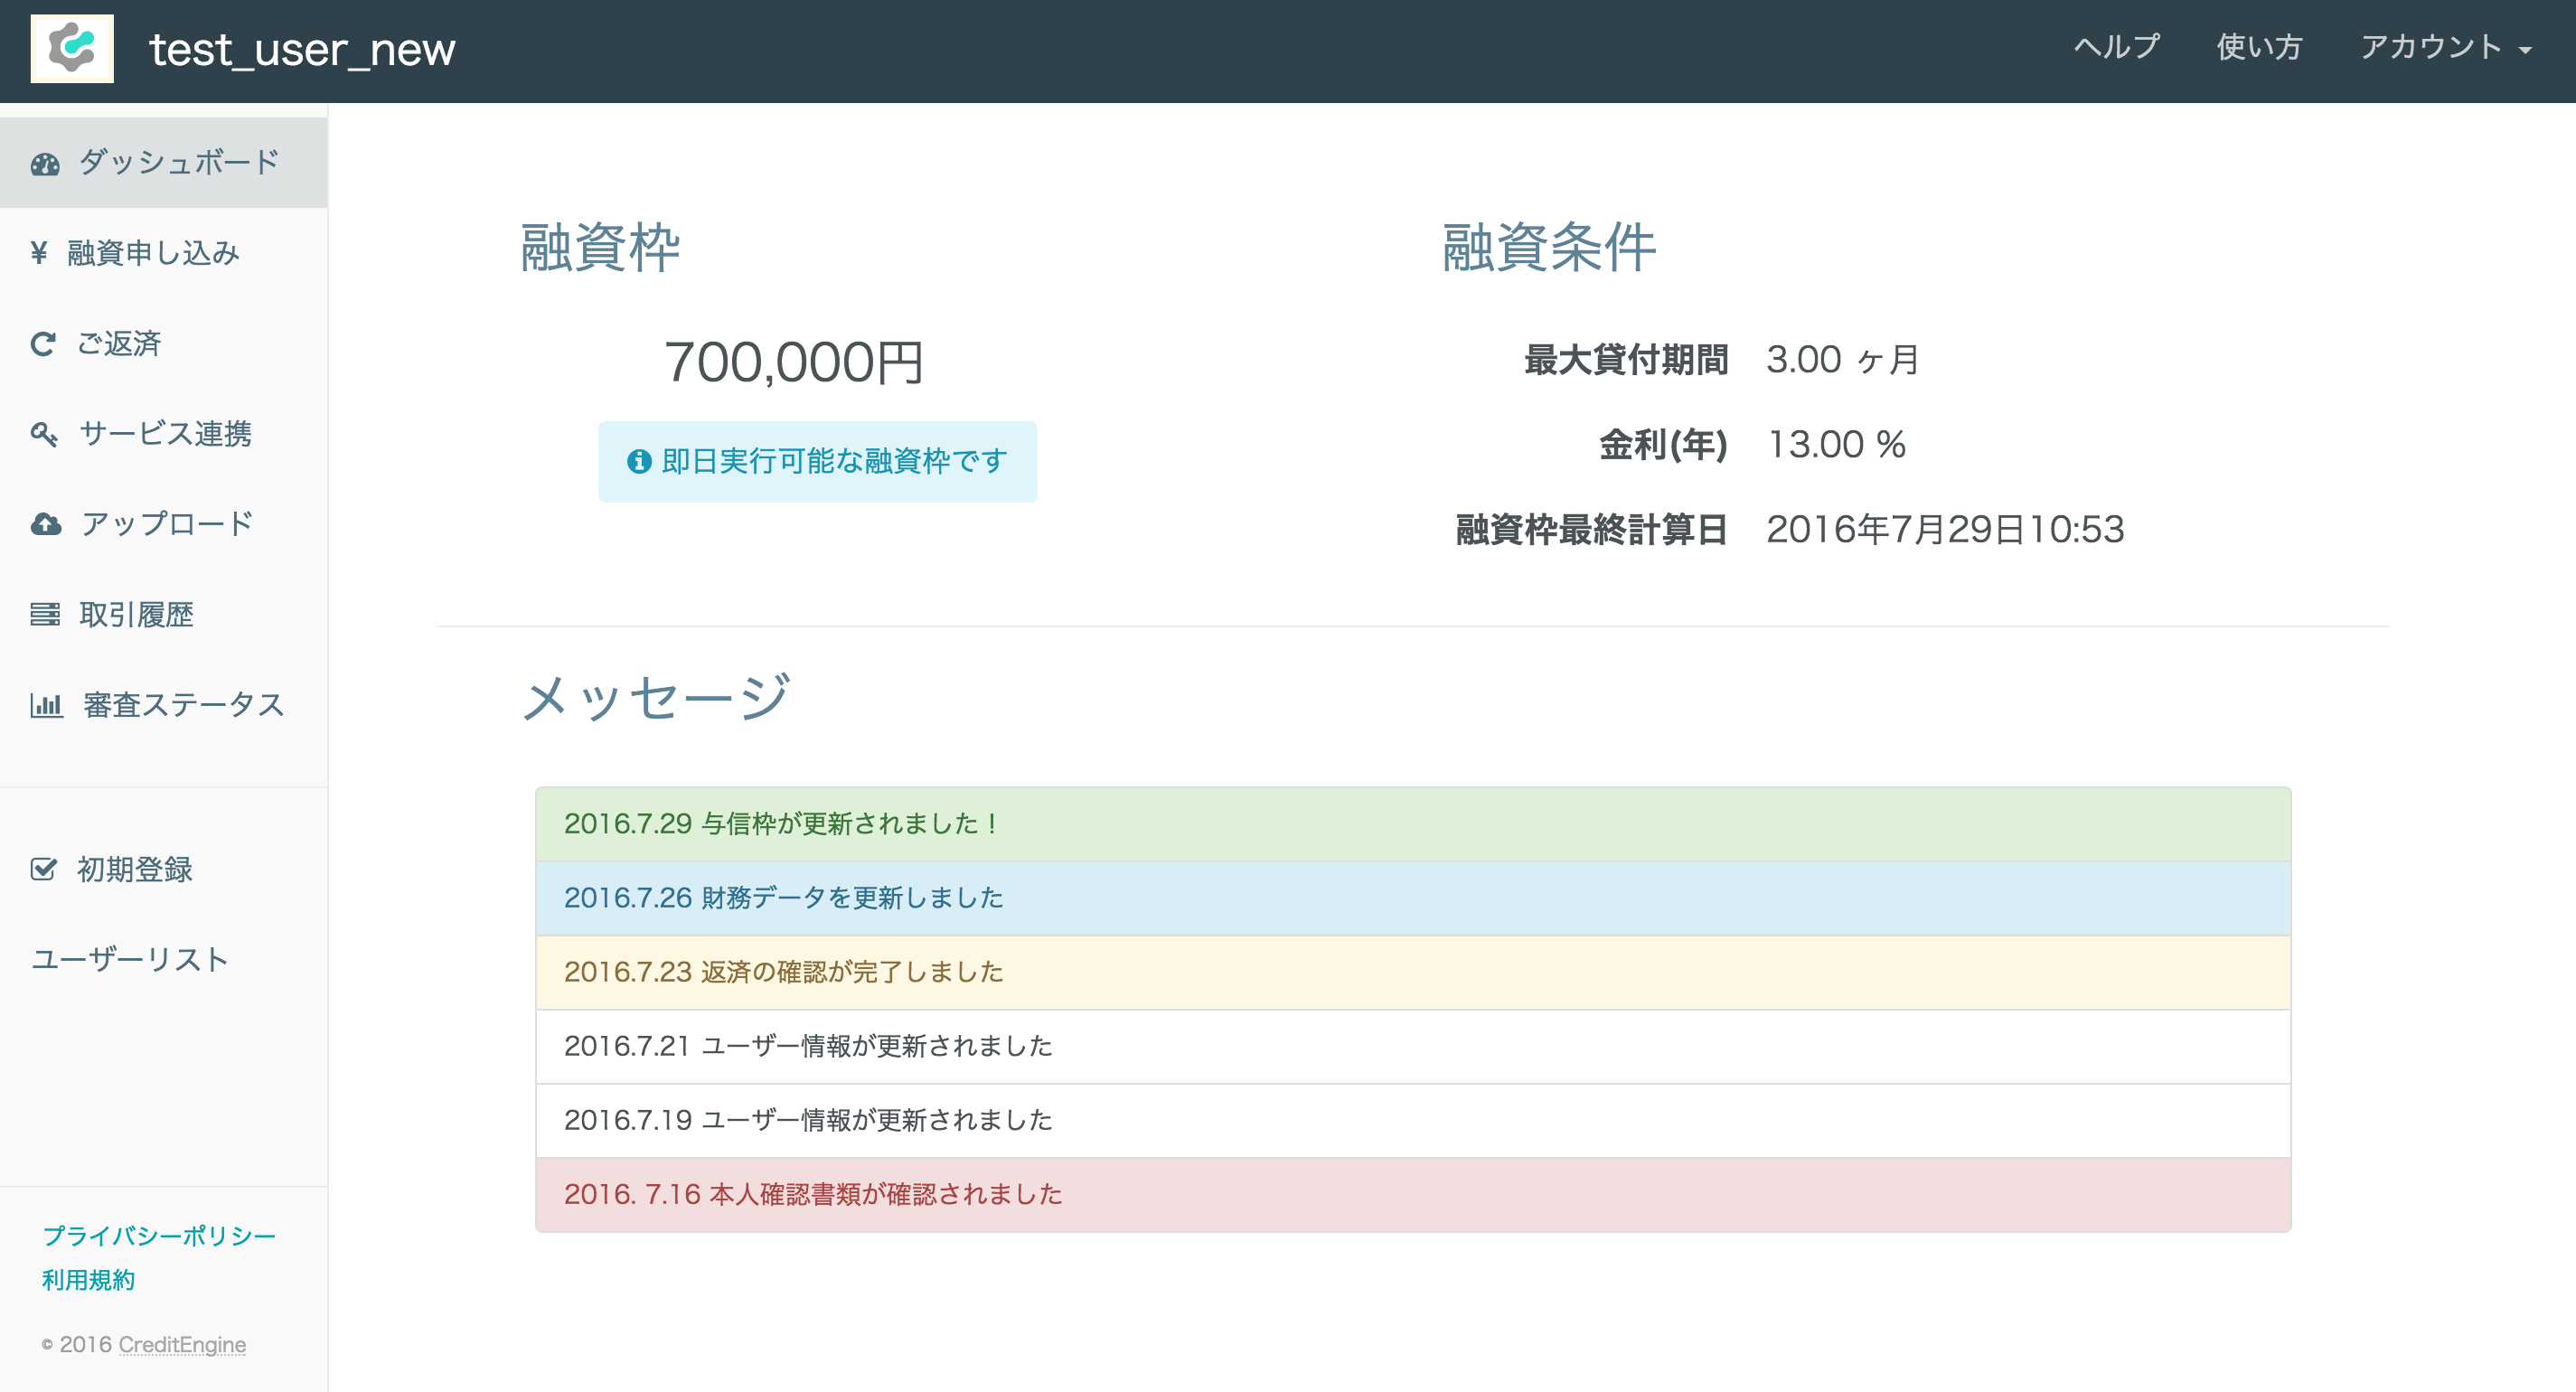 test_user_new
ヘルプ 使い方 アカウント
ダッシュボード
¥ 融資申し込み
ご返済
サービス連携
アップロード
取引履歴
審査ステータス
初期登録
ユーザーリスト
プライバシーポリシー
利用規約
© 2016 CreditEngine
融資枠
700,000円
即日実行可能な融資枠です
融資条件
最大貸付期間 3.00 ヶ月
金利(年) 13.00 %
融資枠最終計算日 2016年7月29日10:53
メッセージ
2016.7.29 与信枠が更新されました！
2016.7.26 財務データを更新しました
2016.7.23 返済の確認が完了しました
2016.7.21 ユーザー情報が更新されました
2016.7.19 ユーザー情報が更新されました
2016. 7.16 本人確認書類が確認されました